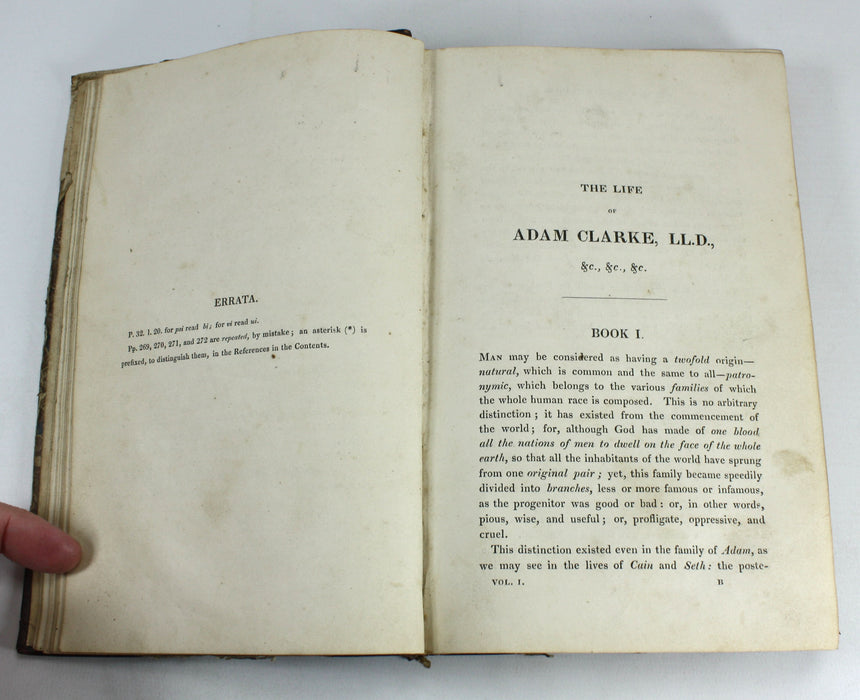 ERRATA.
P. 32. l. 20. for poi read bi; for vi read ui.
Pp. 269, 270, 271, and 272 are repeated, by mistake; an asterisk (*) is
prefixed, to distinguish them, in the References in the Contents.
THE LIFE
OF
ADAM CLARKE, LL.D.,
&c., &c., &c.
BOOK I.
MAN may be considered as having a twofold origin—
natural, which is common and the same to all—patro-
nymic, which belongs to the various families of which
the whole human race is composed. This is no arbitrary
distinction; it has existed from the commencement of
the world; for, although God has made of one blood
all the nations of men to dwell on the face of the whole
earth, so that all the inhabitants of the world have sprung
from one original pair; yet, this family became speedily
divided into branches, less or more famous or infamous,
as the progenitor was good or bad: or, in other words,
pious, wise, and useful; or, profligate, oppressive, and
cruel.
This distinction existed even in the family of Adam, as
we may see in the lives of Cain and Seth: the poste-
VOL. I. B